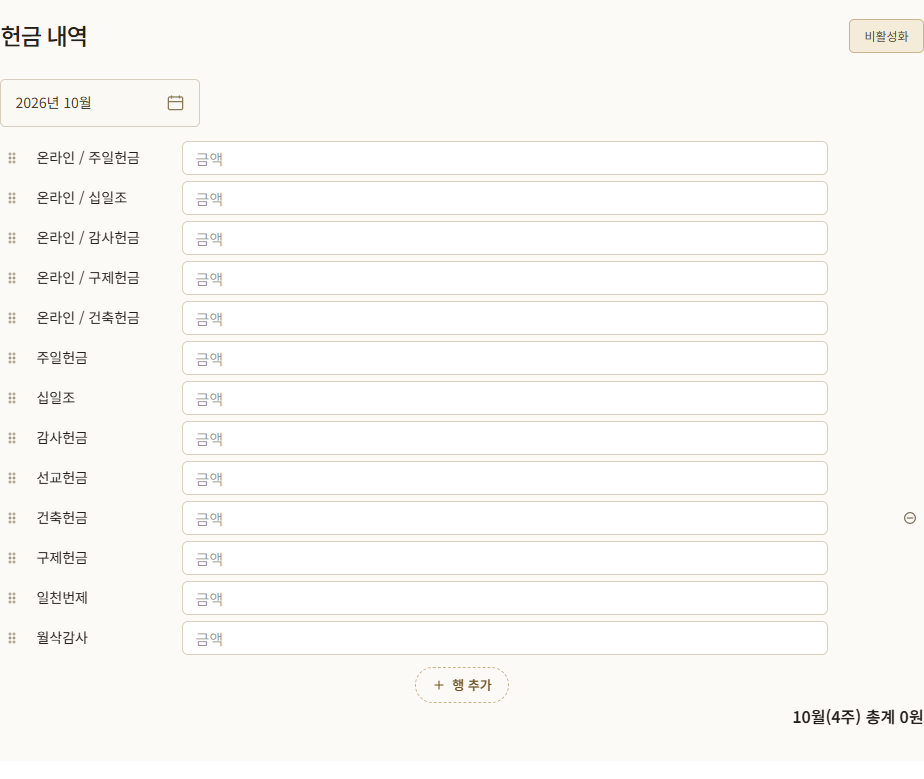 헌금 내역
비활성화
2026년 10월
온라인 / 주일헌금 금액
온라인 / 십일조 금액
온라인 / 감사헌금 금액
온라인 / 구제헌금 금액
온라인 / 건축헌금 금액
주일헌금 금액
십일조 금액
감사헌금 금액
선교헌금 금액
건축헌금 금액
구제헌금 금액
일천번제 금액
월삭감사 금액
+ 행 추가
10월(4주) 총계 0원